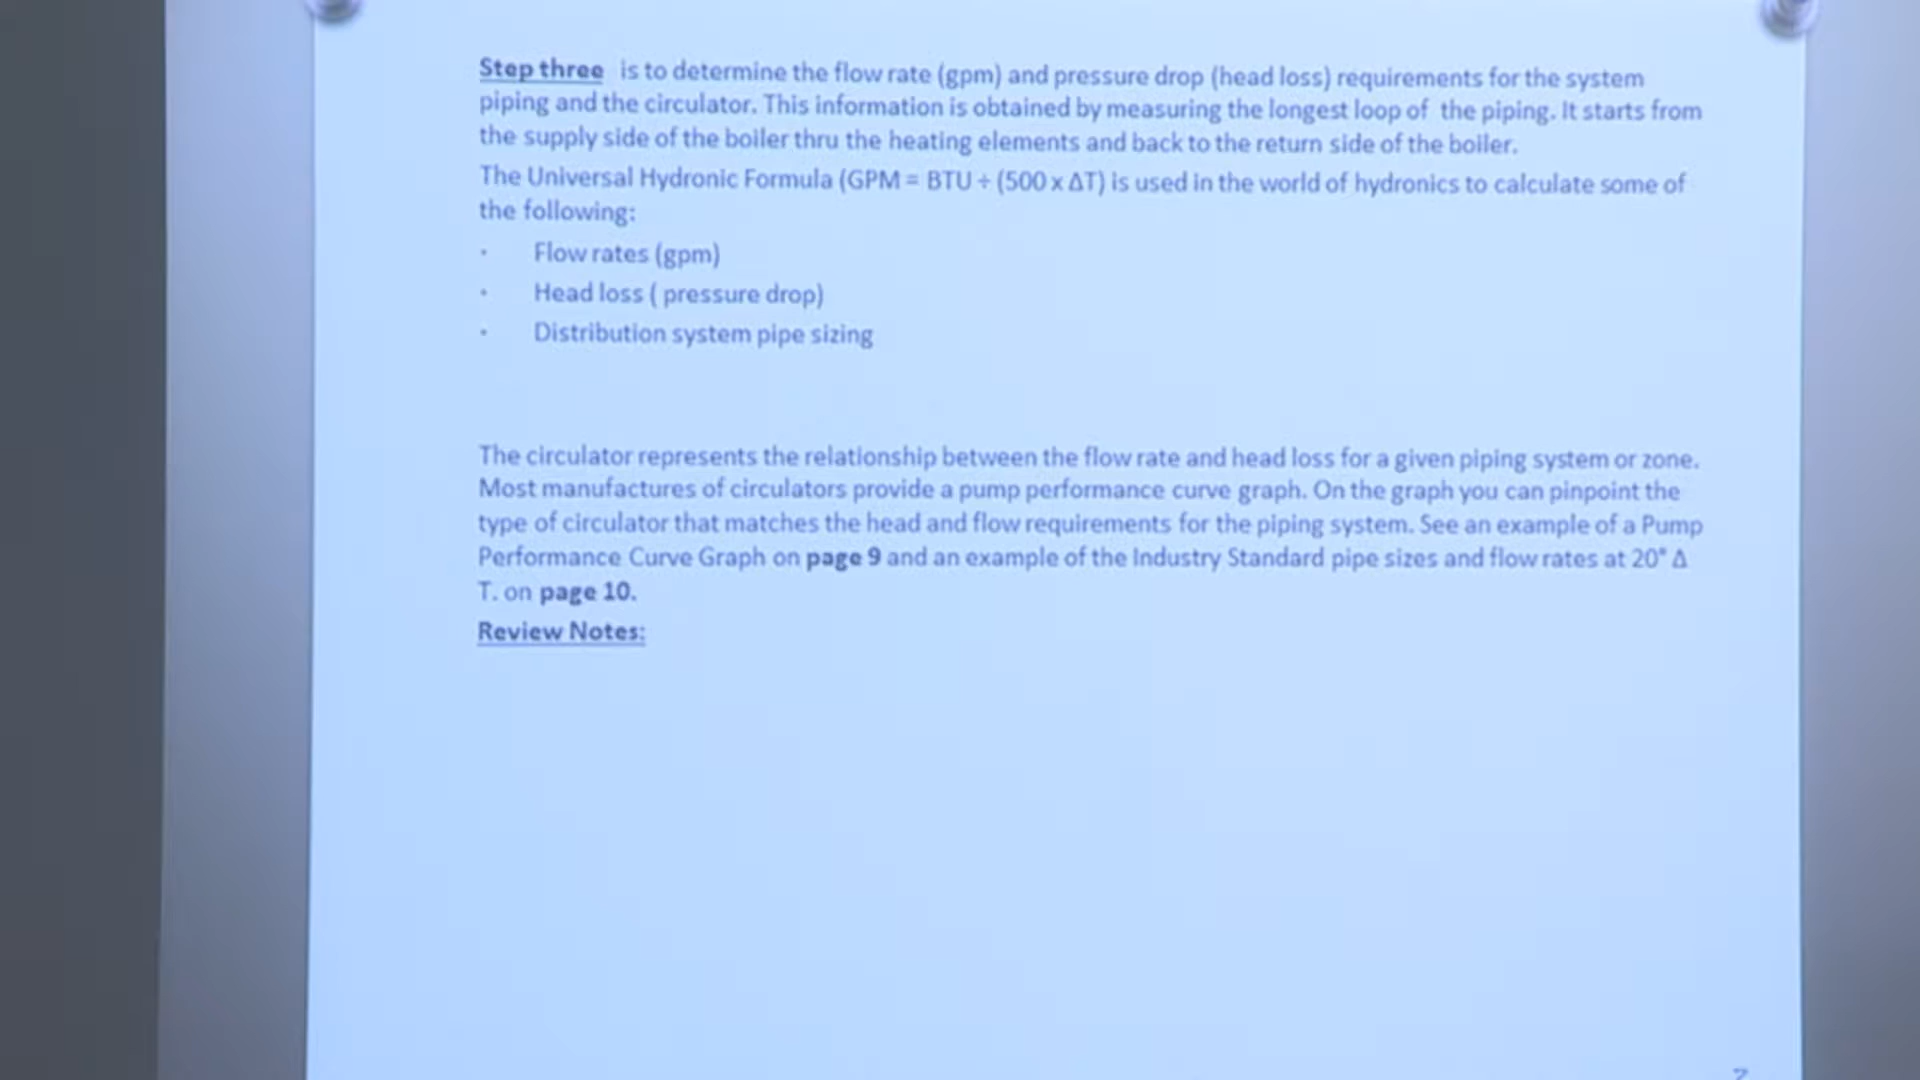 Step three is to determine the flow rate (gpm) and pressure drop (head loss) requirements for the system
piping and the circulator. This information is obtained by measuring the longest loop of the piping. It starts from
the supply side of the boiler thru the heating elements and back to the return side of the boiler.
The Universal Hydronic Formula (GPM = BTU ÷ (500 x ΔT) is used in the world of hydronics to calculate some of
the following:
· Flow rates (gpm)
· Head loss ( pressure drop)
· Distribution system pipe sizing
The circulator represents the relationship between the flow rate and head loss for a given piping system or zone.
Most manufactures of circulators provide a pump performance curve graph. On the graph you can pinpoint the
type of circulator that matches the head and flow requirements for the piping system. See an example of a Pump
Performance Curve Graph on page 9 and an example of the Industry Standard pipe sizes and flow rates at 20° Δ
T. on page 10.
Review Notes: